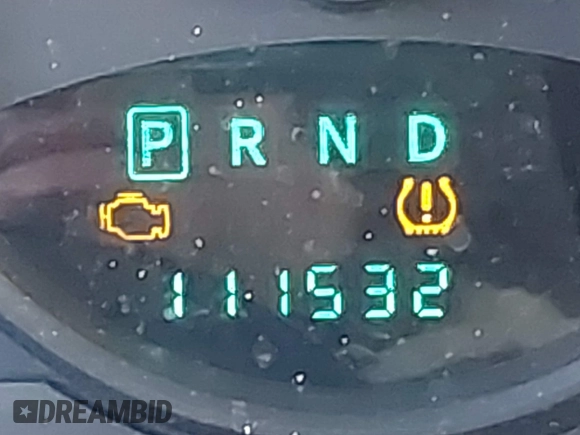 P R N D
111532
DREAMBID